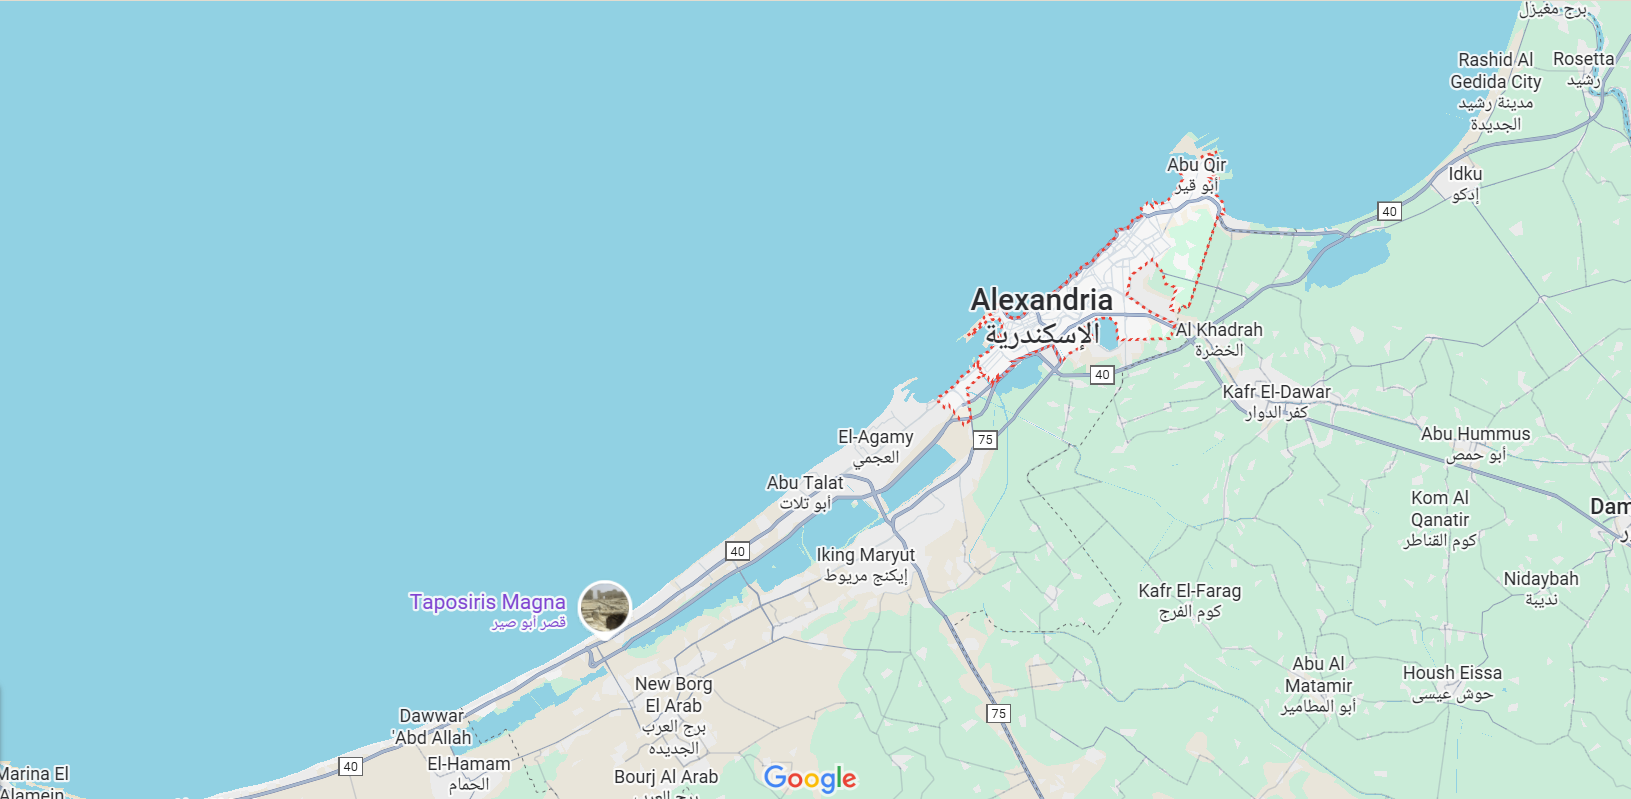 برج مغيزل
Rashid Al
Gedida City
مدينة رشيد
الجديدة
Rosetta
رشيد
Abu Qir
أبو قير
Idku
إدكو
40
Alexandria
الإسكندرية
Al Khadrah
الخضرة
40
Kafr El-Dawar
كفر الدوار
El-Agamy
العجمي
75
Abu Hummus
أبو حمص
Abu Talat
أبو تلات
Kom Al
Qanatir
كوم القناطر
Dam
40
Iking Maryut
إيكنج مريوط
Nidaybah
نديبة
Taposiris Magna
قصر أبو صير
Kafr El-Farag
كوم الفرج
Abu Al
Matamir
أبو المطامير
Housh Eissa
حوش عيسى
New Borg
El Arab
برج العرب
الجديده
75
Dawwar
'Abd Allah
El-Hamam
الحمام
40
Marina El
Alamein
Bourj Al Arab
برج العرب
Google